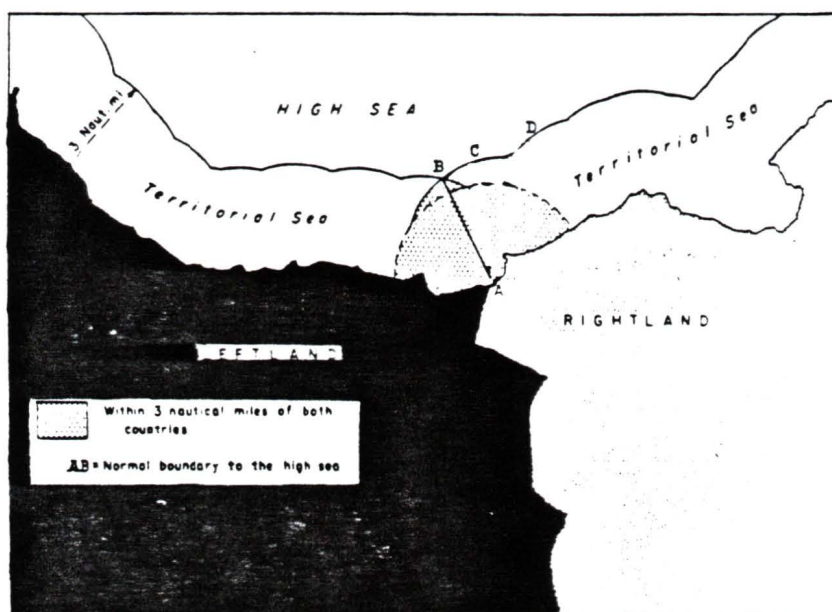 HIGH SEA
3 Naut. mi.
Territorial Sea
Territorial Sea
B
C
D
A
LEFTLAND
RIGHTLAND
Within 3 nautical miles of both
countries
AB = Normal boundary to the high sea